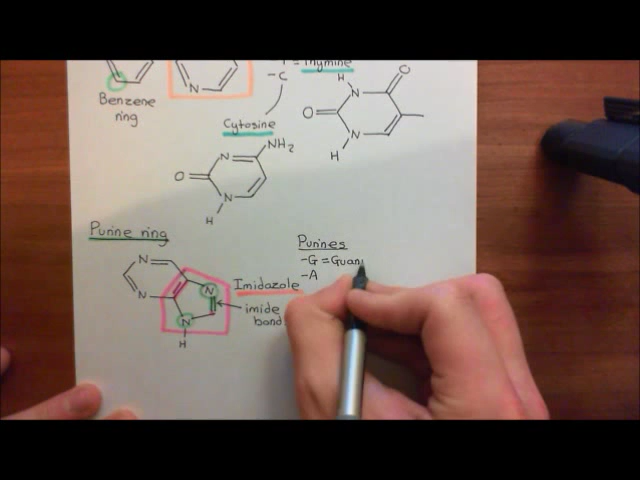 = Thymine
- C
Benzene
ring
Cytosine
N
N
NH2
O
N
H
H
N
O
O
N
H
Purine ring
N
N
N
N
H
Imidazole
imide
bond
Purines
- G = Guan
- A